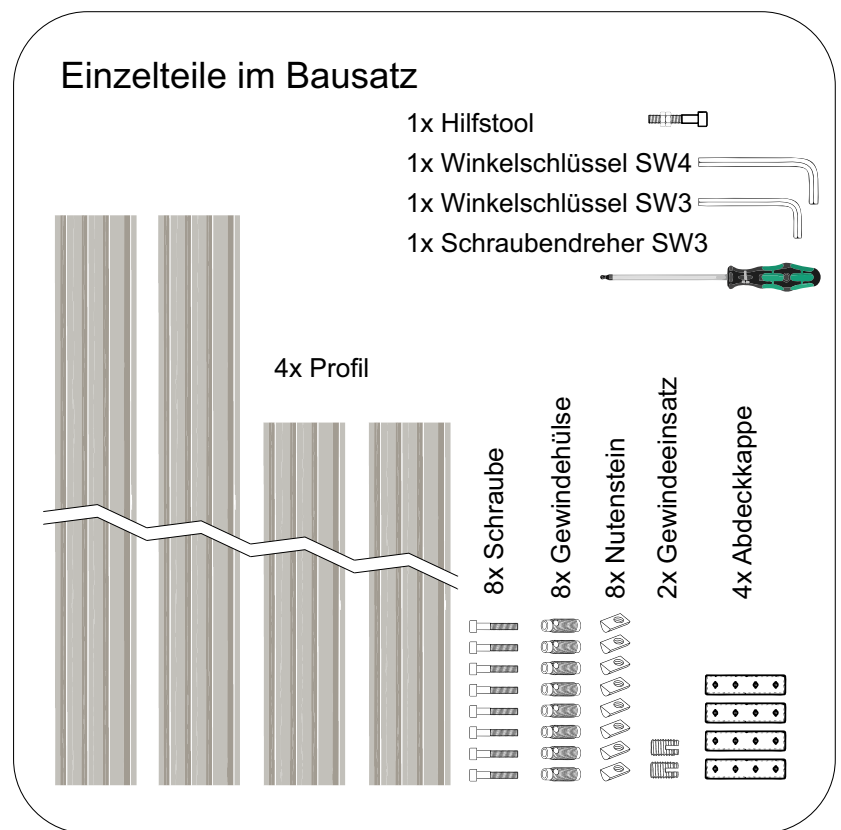 Einzelteile im Bausatz
1x Hilfstool
1x Winkelschlüssel SW4
1x Winkelschlüssel SW3
1x Schraubendreher SW3
4x Profil
8x Schraube
8x Gewindehülse
8x Nutenstein
2x Gewindeeinsatz
4x Abdeckkappe